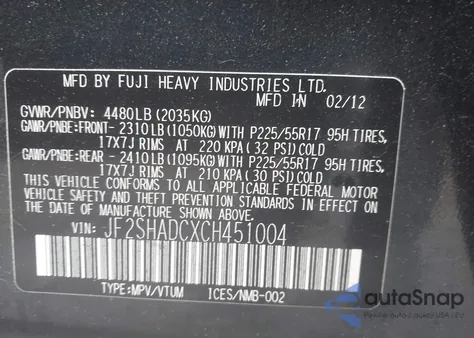 MFD BY FUJI HEAVY INDUSTRIES LTD.
MFD IN 02/12
GVWR/PNBV: 4480LB (2035KG)
GAWR/PNBE: FRONT- 2310LB (1050KG) WITH P225/55R17 95H TIRES,
17X7J RIMS AT 220 KPA (32 PSI) COLD
GAWR/PNBE: REAR - 2410LB (1095KG) WITH P225/55R17 95H TIRES,
17X7J RIMS AT 210 KPA (30 PSI) COLD
THIS VEHICLE CONFORMS TO ALL APPLICABLE FEDERAL MOTOR
VEHICLE SAFETY AND THEFT PREVENTION STANDARDS IN
EFFECT ON THE DATE OF MANUFACTURE SHOWN ABOVE.
VIN: JF2SHADCXCH451004
TYPE:MPV/VTUM ICES/NMB-002
autoSnap